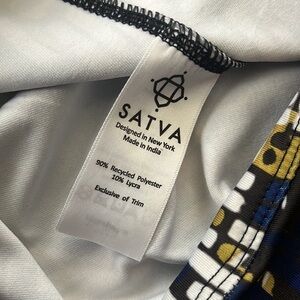 SATVA
Designed in New York
Made in India
90% Recycled Polyester
10% Lycra
Exclusive of Trim